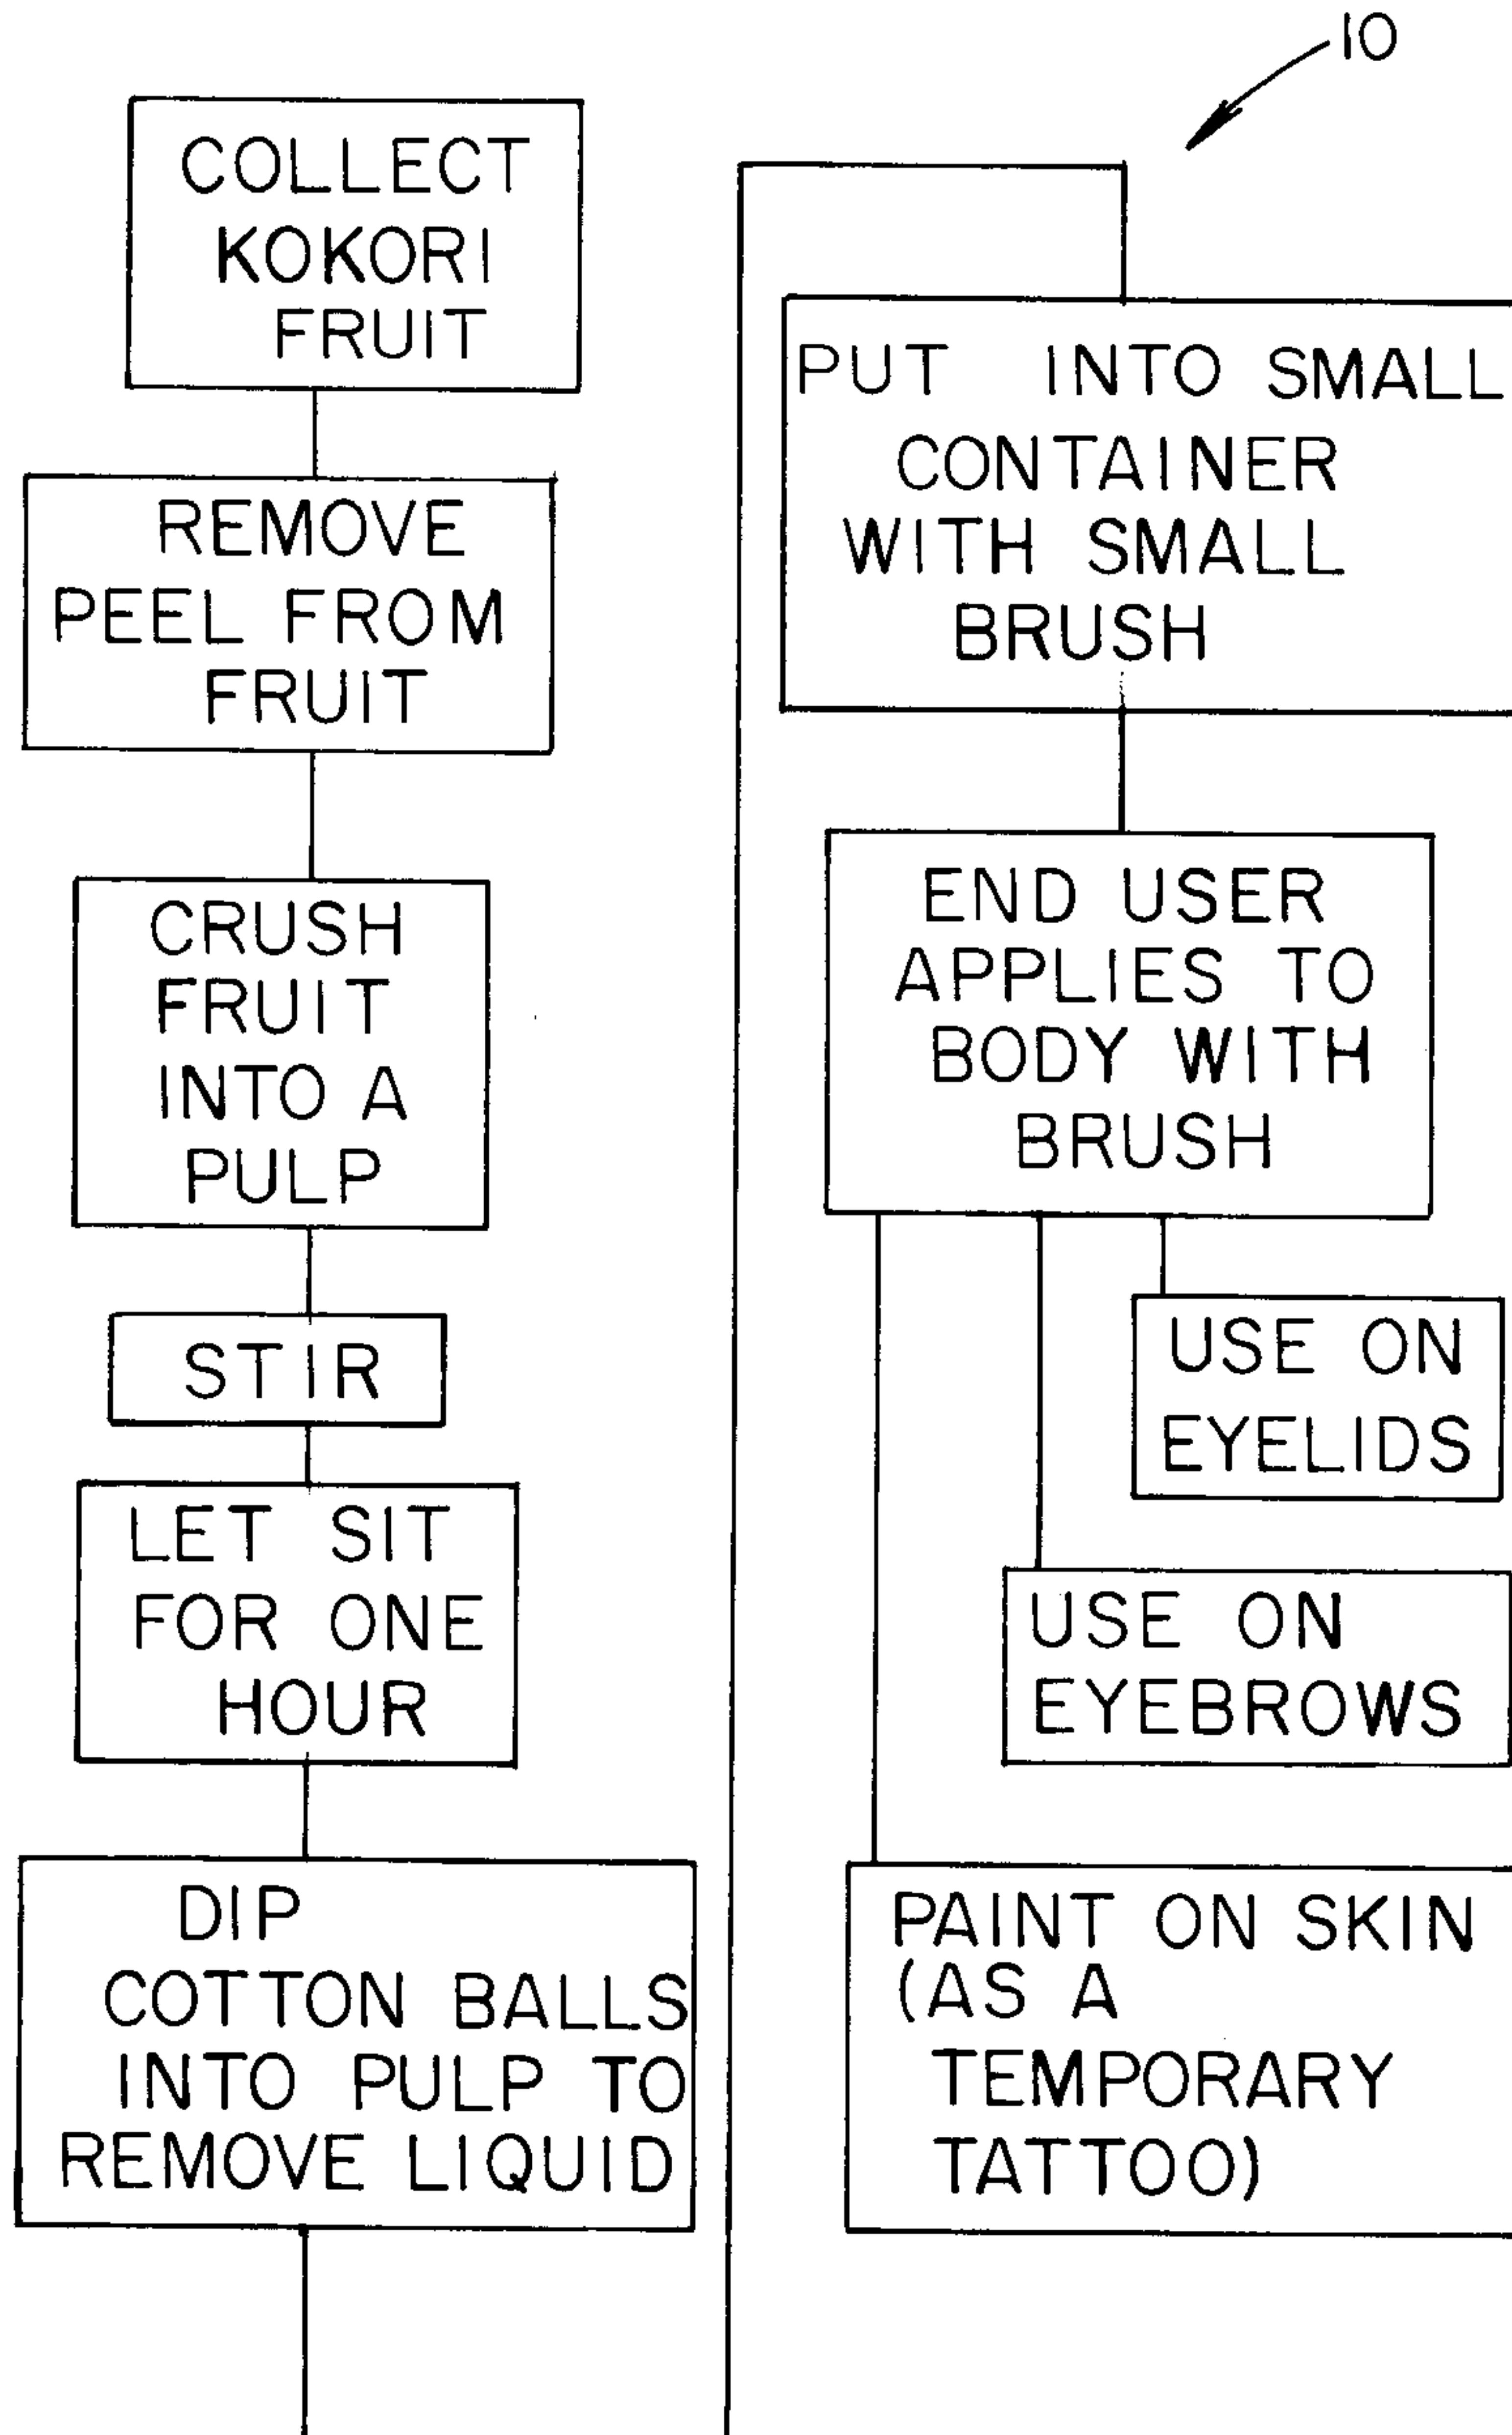 10
COLLECT
KOKORI
FRUIT
REMOVE
PEEL FROM
FRUIT
CRUSH
FRUIT
INTO A
PULP
STIR
LET SIT
FOR ONE
HOUR
DIP
COTTON BALLS
INTO PULP TO
REMOVE LIQUID
PUT INTO SMALL
CONTAINER
WITH SMALL
BRUSH
END USER
APPLIES TO
BODY WITH
BRUSH
USE ON
EYELIDS
USE ON
EYEBROWS
PAINT ON SKIN
(AS A
TEMPORARY
TATTOO)